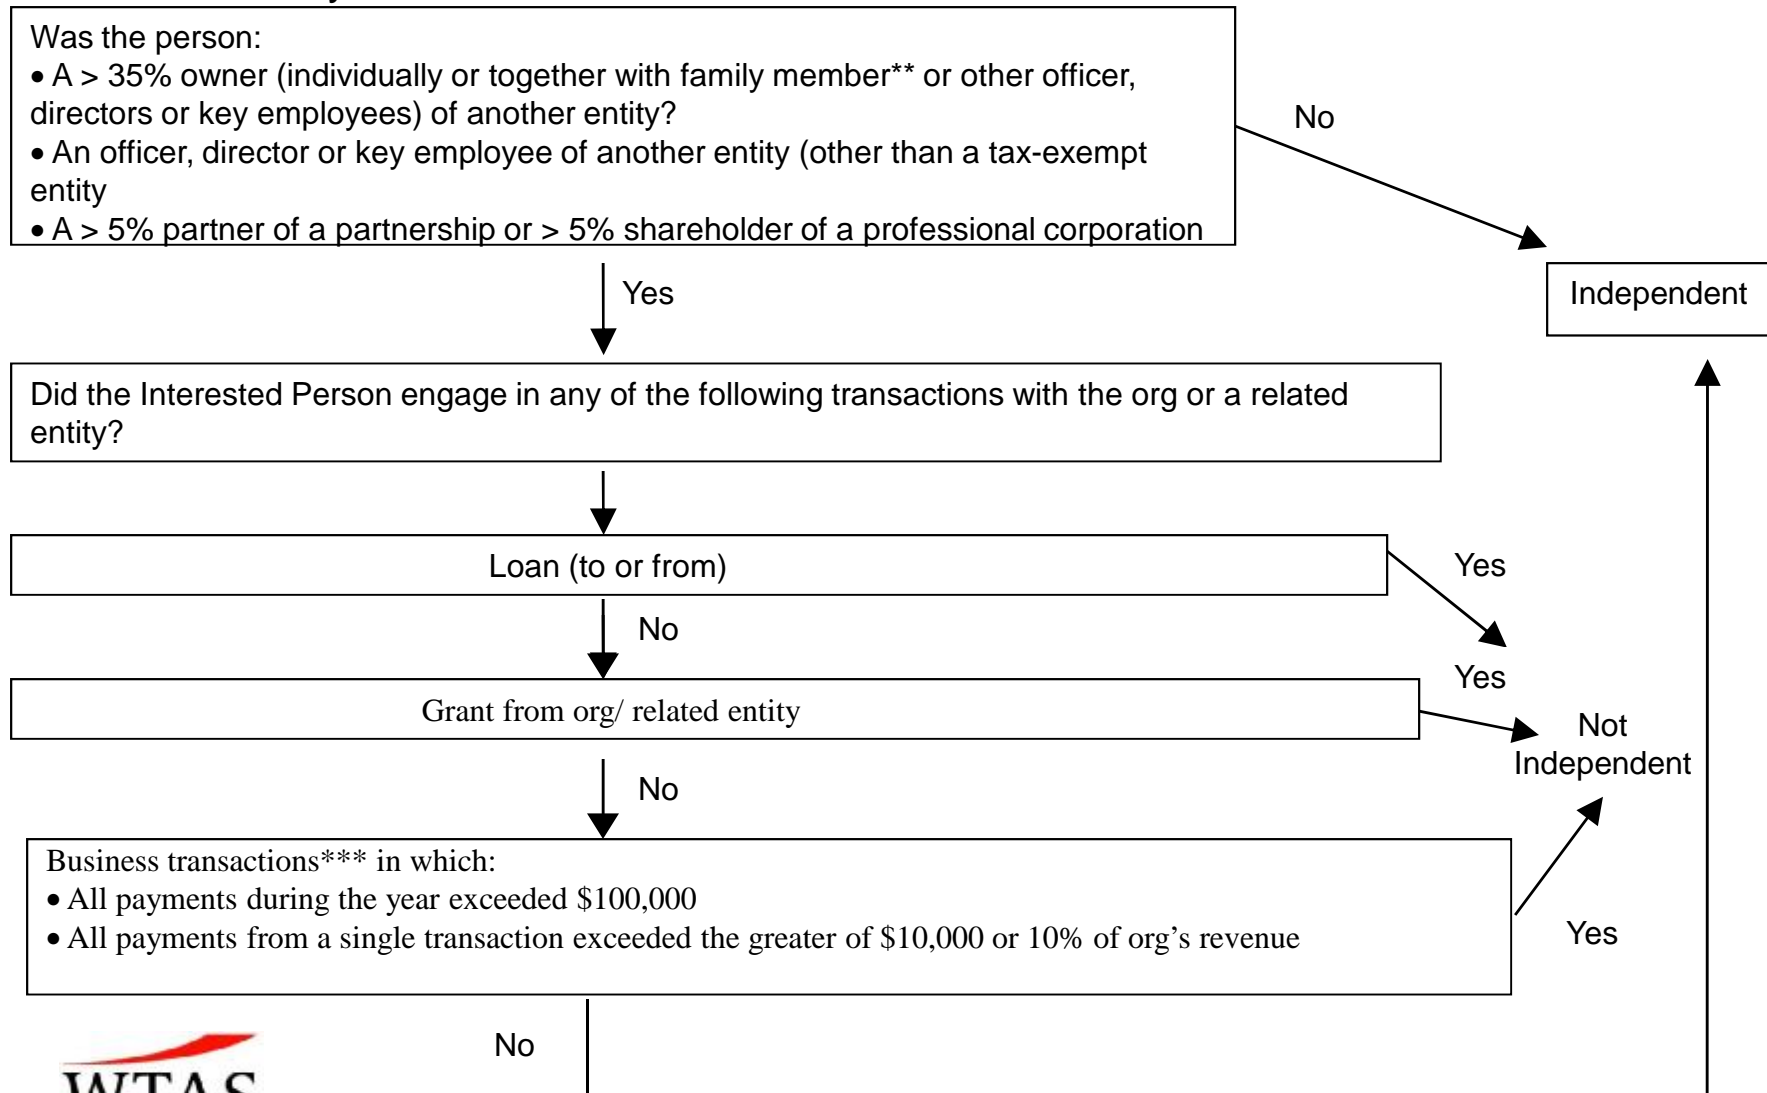 Was the person:
• A > 35% owner (individually or together with family member** or other officer,
directors or key employees) of another entity?
• An officer, director or key employee of another entity (other than a tax-exempt
entity
• A > 5% partner of a partnership or > 5% shareholder of a professional corporation
No
Independent
Yes
Did the Interested Person engage in any of the following transactions with the org or a related
entity?
Loan (to or from)
Yes
No
Yes
Grant from org/ related entity
Not
Independent
No
Business transactions*** in which:
• All payments during the year exceeded $100,000
• All payments from a single transaction exceeded the greater of $10,000 or 10% of org’s revenue
Yes
No
WTAS